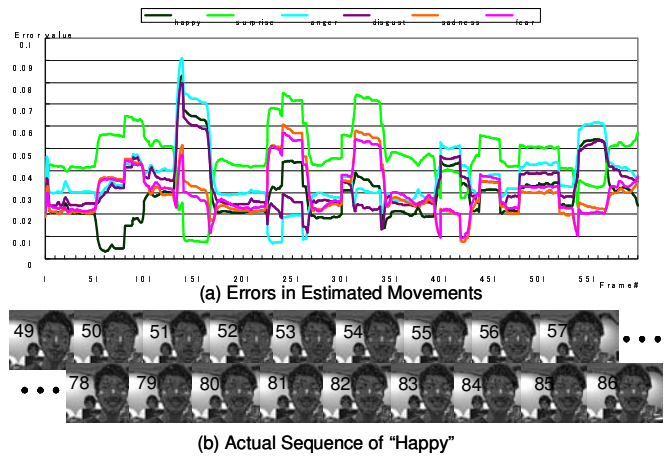 happy surprise anger disgust sadness fear
Error value
0.1
0.09
0.08
0.07
0.06
0.05
0.04
0.03
0.02
0.01
0
1 51 101 151 201 251 301 351 401 451 501 551
Frame#
(a) Errors in Estimated Movements
49 50 51 52 53 54 55 56 57 • • •
• • • 78 79 80 81 82 83 84 85 86
(b) Actual Sequence of “Happy”